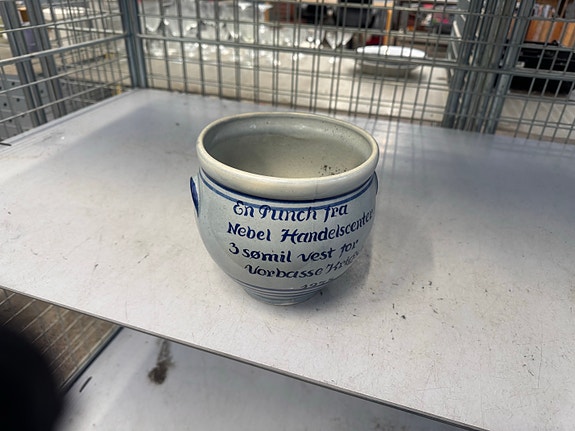 En Punch fra
Nebel Handelscenter
3 sømil vest for
Vorbasse